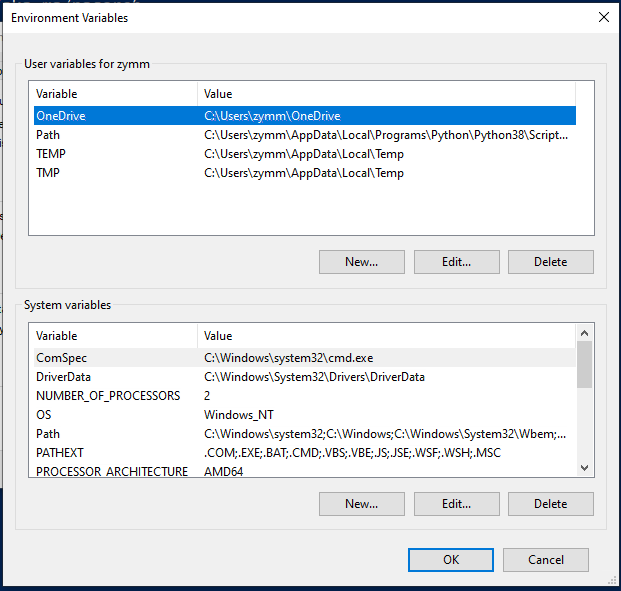 Environment Variables
User variables for zymm
Variable Value
OneDrive C:\Users\zymm\OneDrive
Path C:\Users\zymm\AppData\Local\Programs\Python\Python38\Script...
TEMP C:\Users\zymm\AppData\Local\Temp
TMP C:\Users\zymm\AppData\Local\Temp
New... Edit... Delete
System variables
Variable Value
ComSpec C:\Windows\system32\cmd.exe
DriverData C:\Windows\System32\Drivers\DriverData
NUMBER_OF_PROCESSORS 2
OS Windows_NT
Path C:\Windows\system32;C:\Windows;C:\Windows\System32\Wbem;...
PATHEXT .COM;.EXE;.BAT;.CMD;.VBS;.VBE;.JS;.JSE;.WSF;.WSH;.MSC
PROCESSOR_ARCHITECTURE AMD64
New... Edit... Delete
OK Cancel